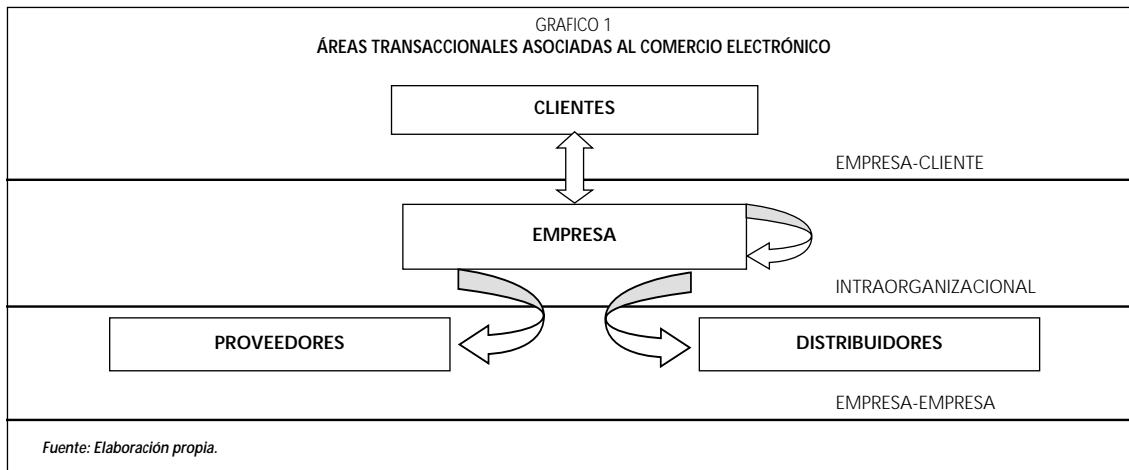 GRAFICO 1
ÁREAS TRANSACCIONALES ASOCIADAS AL COMERCIO ELECTRÓNICO
CLIENTES
EMPRESA-CLIENTE
EMPRESA
INTRAORGANIZACIONAL
PROVEEDORES
DISTRIBUIDORES
EMPRESA-EMPRESA
Fuente: Elaboración propia.